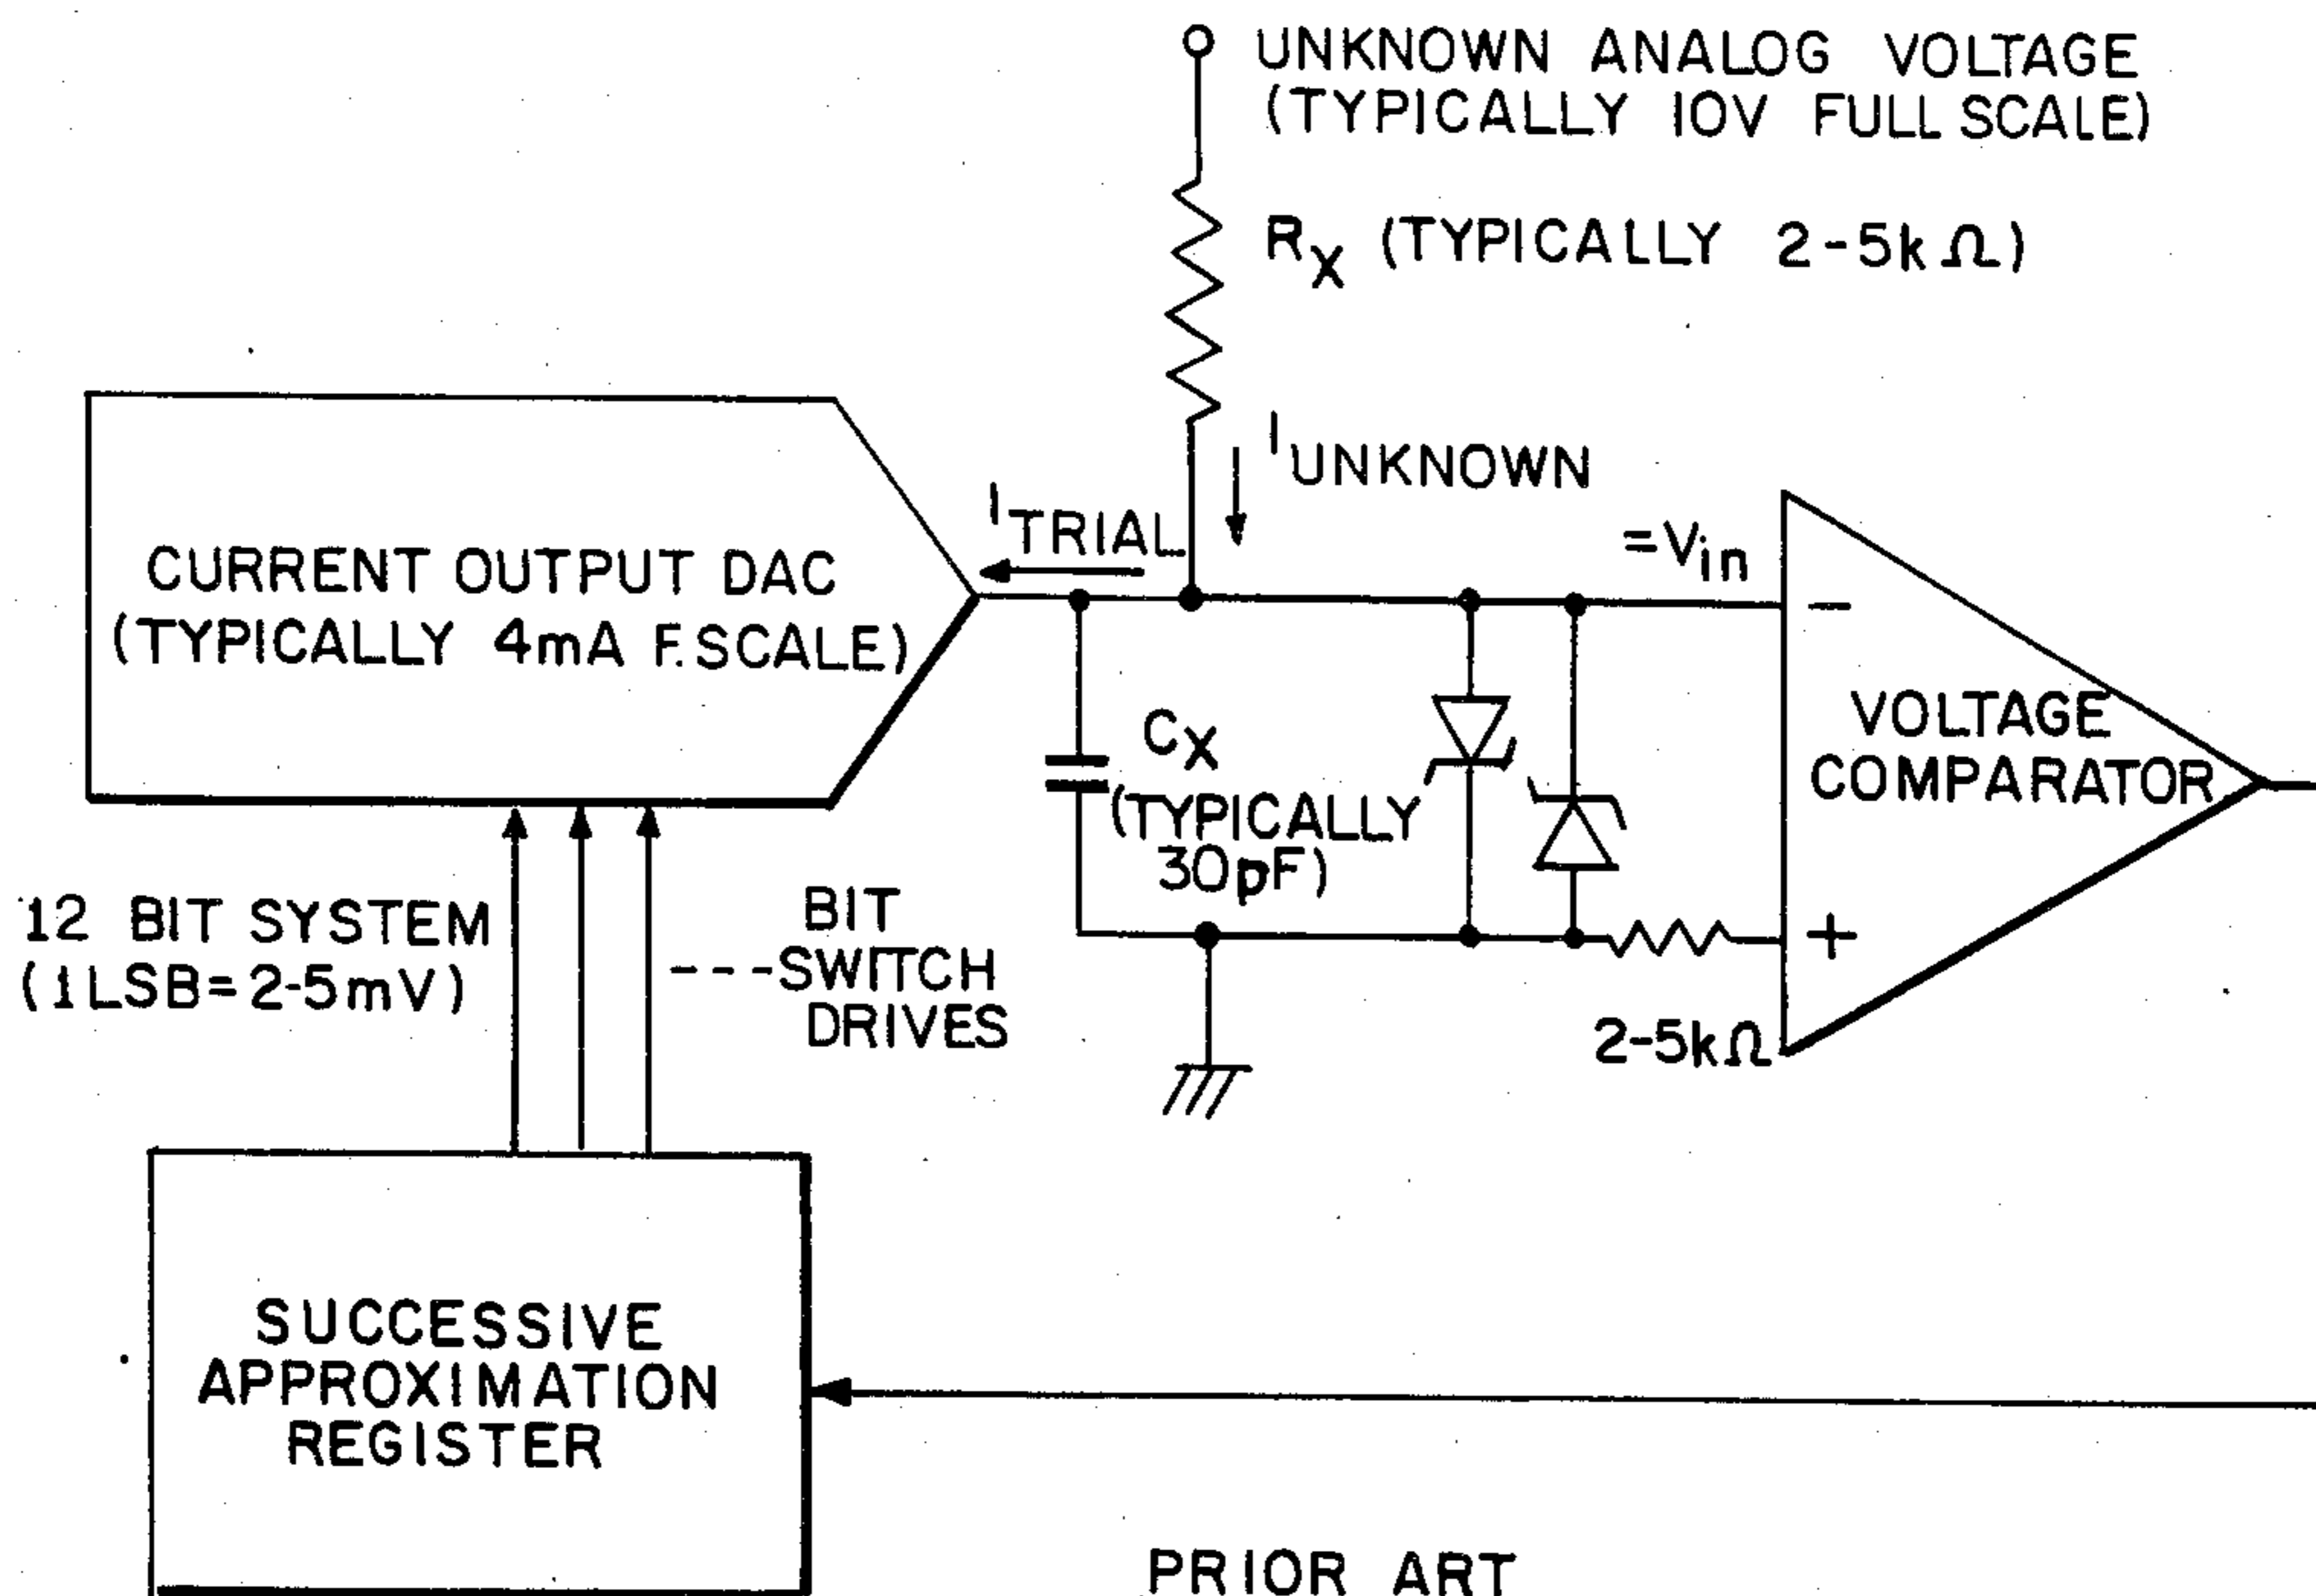 UNKNOWN ANALOG VOLTAGE
(TYPICALLY 10V FULL SCALE)
RX (TYPICALLY 2-5kΩ)
IUNKNOWN
ITRIAL
=Vin
CURRENT OUTPUT DAC
(TYPICALLY 4mA F.SCALE)
-
VOLTAGE
COMPARATOR
+
CX
(TYPICALLY
30pF)
2-5kΩ
12 BIT SYSTEM
(1LSB=2-5mV)
BIT
---SWITCH
DRIVES
SUCCESSIVE
APPROXIMATION
REGISTER
PRIOR ART